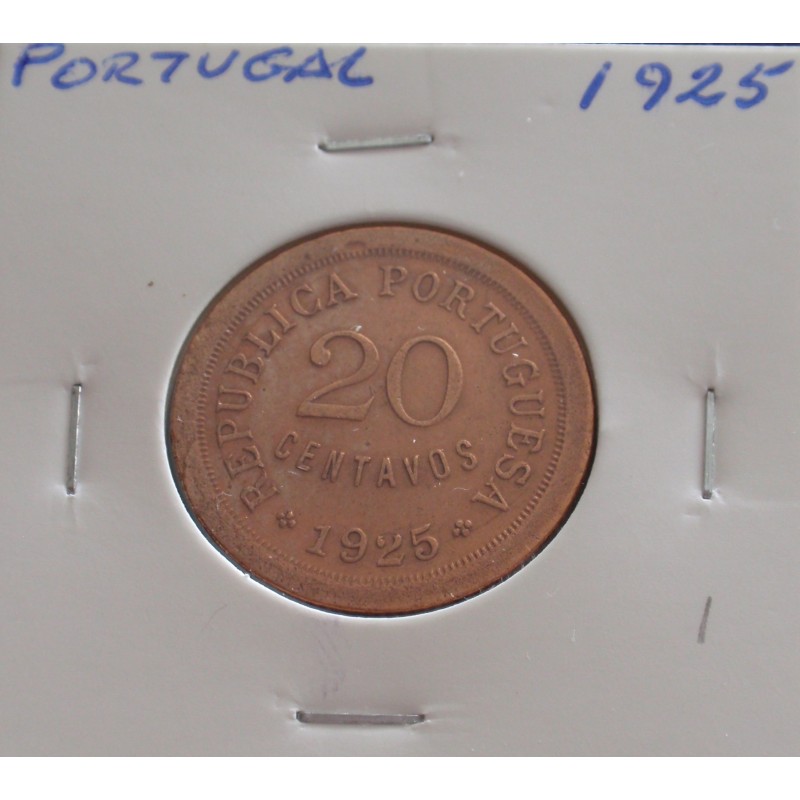 PORTUGAL 1925
REPUBLICA PORTUGUESA
20
CENTAVOS
1925